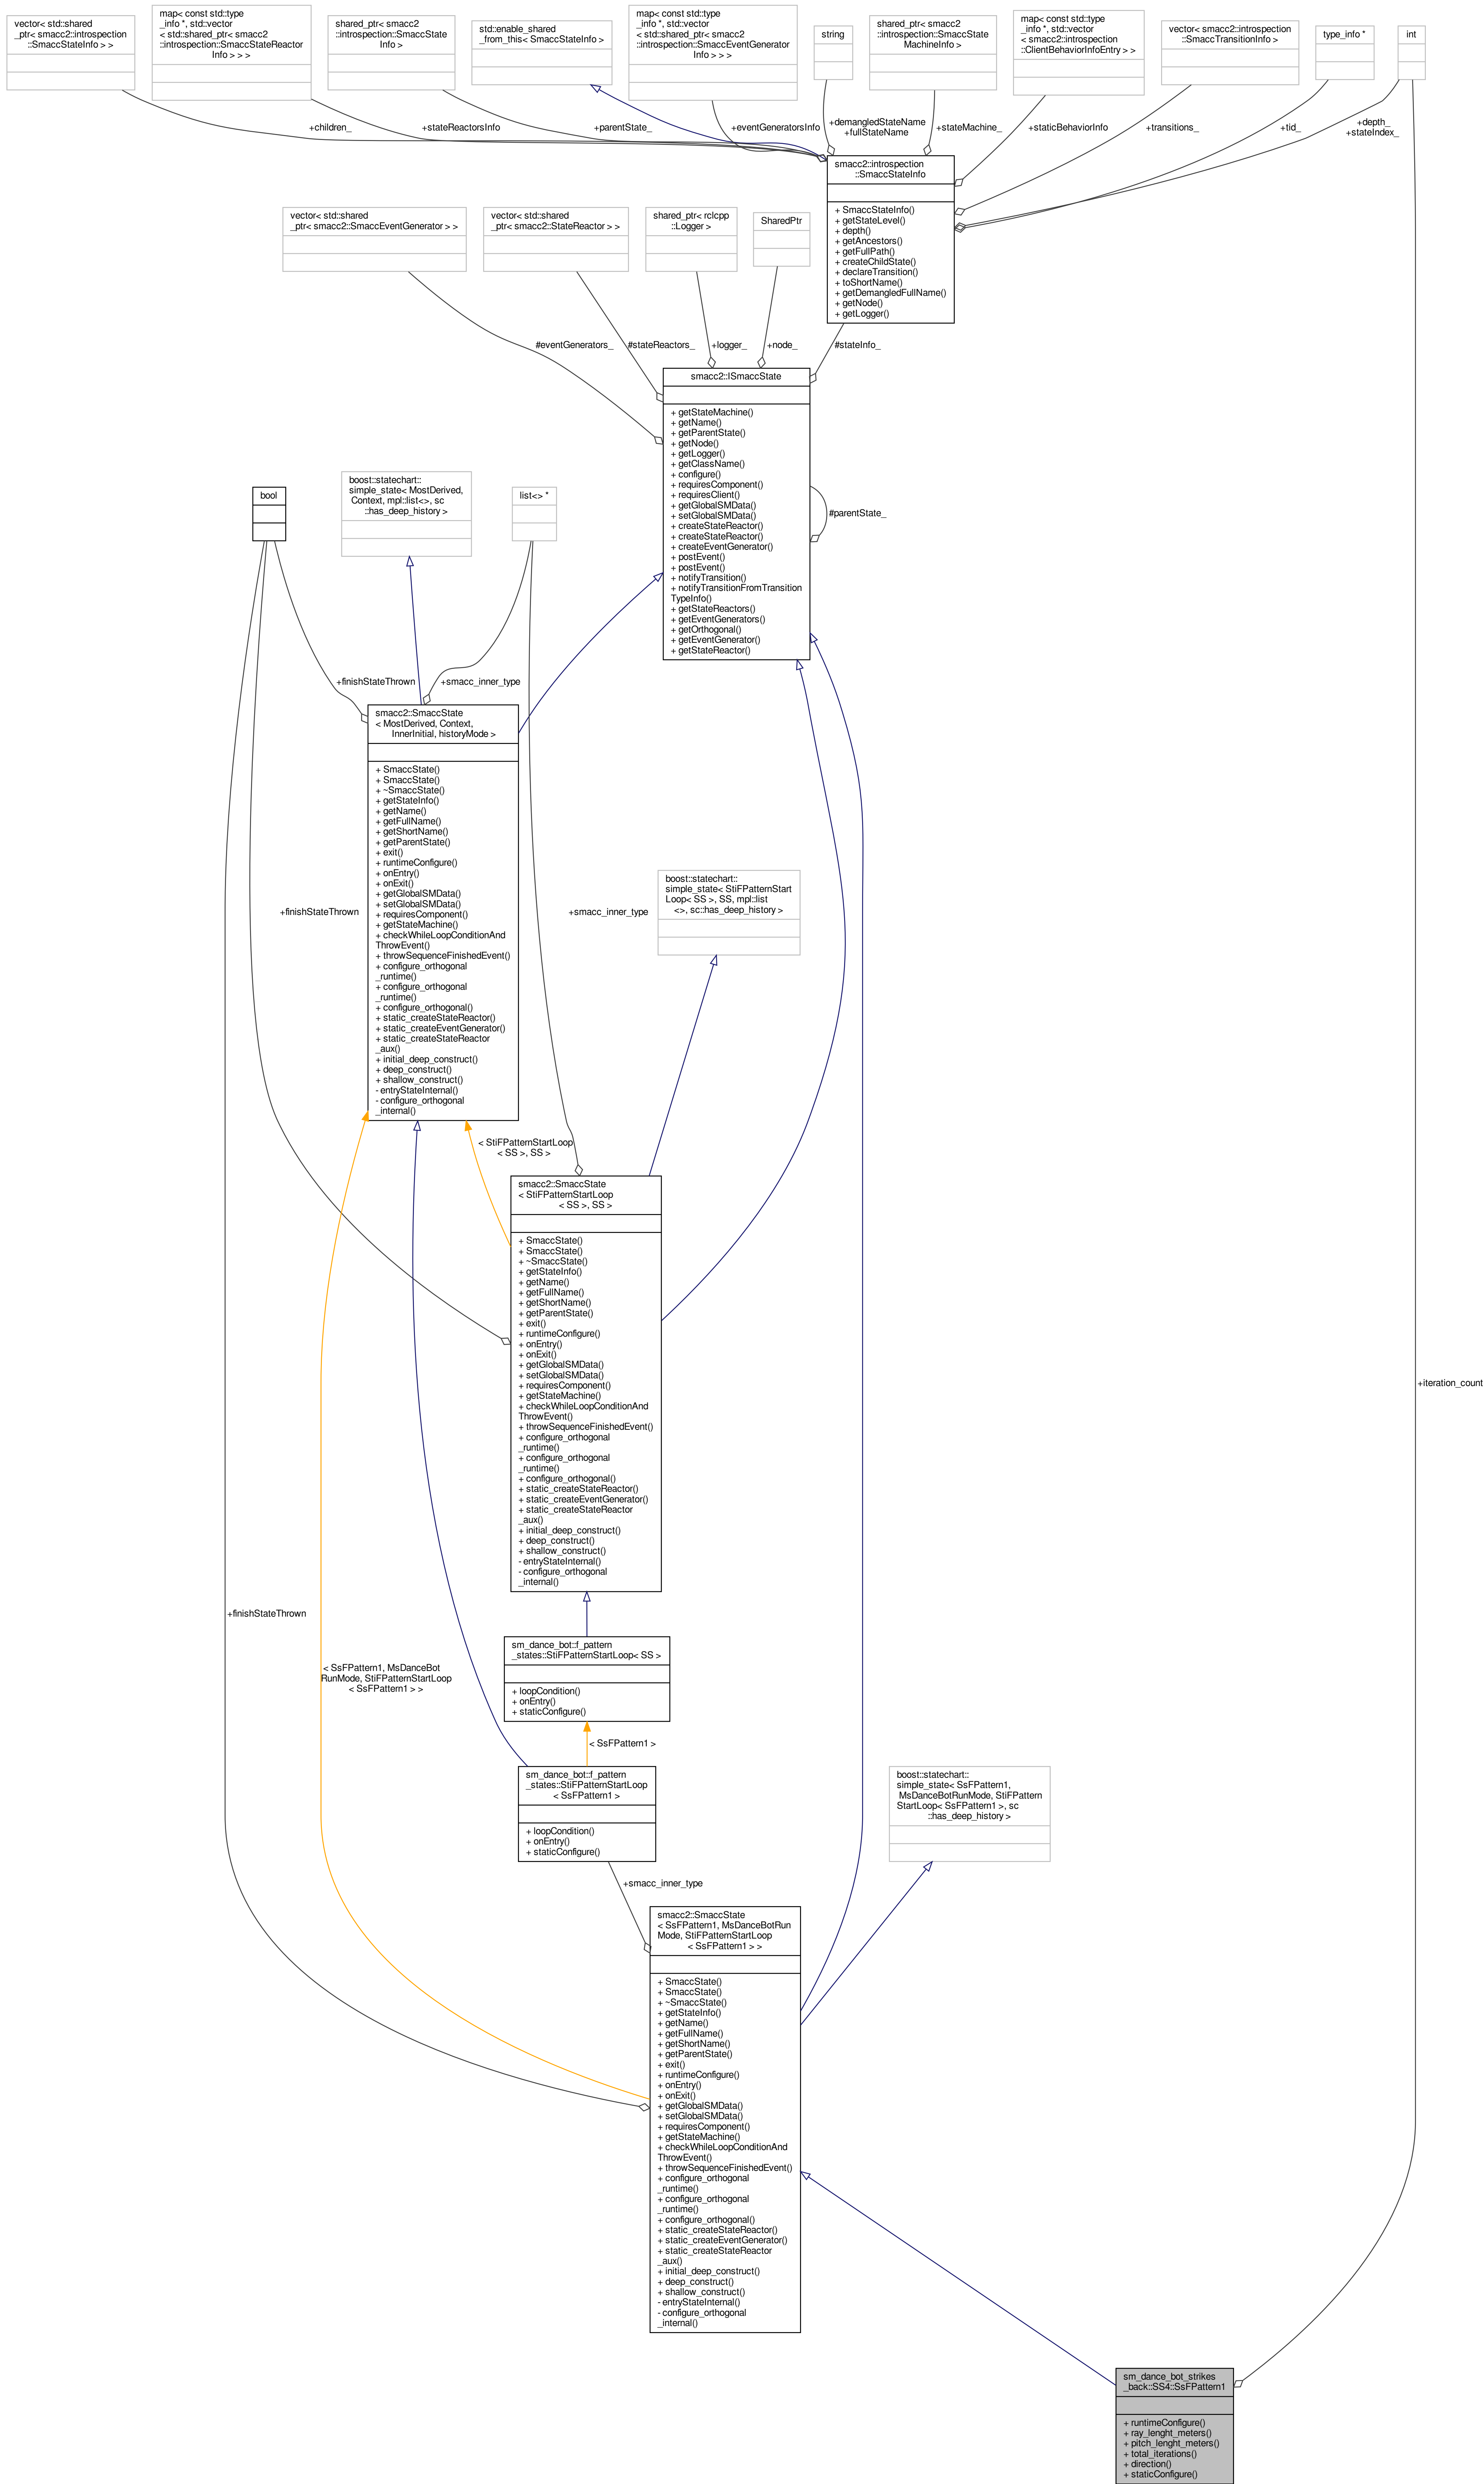 vector< std::shared
_ptr< smacc2::introspection
::SmaccStateInfo > >
map< const std::type
_info *, std::vector
< std::shared_ptr< smacc2
::introspection::SmaccStateReactor
Info > > >
shared_ptr< smacc2
::introspection::SmaccState
Info >
std::enable_shared
_from_this< SmaccStateInfo >
map< const std::type
_info *, std::vector
< std::shared_ptr< smacc2
::introspection::SmaccEventGenerator
Info > > >
string
shared_ptr< smacc2
::introspection::SmaccState
MachineInfo >
map< const std::type
_info *, std::vector
< smacc2::introspection
::ClientBehaviorInfoEntry > >
vector< smacc2::introspection
::SmaccTransitionInfo >
type_info *
int
+children_
+stateReactorsInfo
+parentState_
+eventGeneratorsInfo
+demangledStateName
+fullStateName
+stateMachine_
+staticBehaviorInfo
+transitions_
+tid_
+depth_
+stateIndex_
smacc2::introspection
::SmaccStateInfo
+ SmaccStateInfo()
+ getStateLevel()
+ depth()
+ getAncestors()
+ getFullPath()
+ createChildState()
+ declareTransition()
+ toShortName()
+ getDemangledFullName()
+ getNode()
+ getLogger()
vector< std::shared
_ptr< smacc2::SmaccEventGenerator > >
vector< std::shared
_ptr< smacc2::StateReactor > >
shared_ptr< rclcpp
::Logger >
SharedPtr
#eventGenerators_
#stateReactors_
+logger_
+node_
#stateInfo_
smacc2::ISmaccState
+ getStateMachine()
+ getName()
+ getParentState()
+ getNode()
+ getLogger()
+ getClassName()
+ configure()
+ requiresComponent()
+ requiresClient()
+ getGlobalSMData()
+ setGlobalSMData()
+ createStateReactor()
+ createStateReactor()
+ createEventGenerator()
+ postEvent()
+ postEvent()
+ notifyTransition()
+ notifyTransitionFromTransition
TypeInfo()
+ getStateReactors()
+ getEventGenerators()
+ getOrthogonal()
+ getEventGenerator()
+ getStateReactor()
#parentState_
bool
boost::statechart::
simple_state< MostDerived,
Context, mpl::list<>, sc
::has_deep_history >
list<> *
+finishStateThrown
+smacc_inner_type
smacc2::SmaccState
< MostDerived, Context,
InnerInitial, historyMode >
+ SmaccState()
+ SmaccState()
+ ~SmaccState()
+ getStateInfo()
+ getName()
+ getFullName()
+ getShortName()
+ getParentState()
+ exit()
+ runtimeConfigure()
+ onEntry()
+ onExit()
+ getGlobalSMData()
+ setGlobalSMData()
+ requiresComponent()
+ getStateMachine()
+ checkWhileLoopConditionAnd
ThrowEvent()
+ throwSequenceFinishedEvent()
+ configure_orthogonal
_runtime()
+ configure_orthogonal
_runtime()
+ configure_orthogonal()
+ static_createStateReactor()
+ static_createEventGenerator()
+ static_createStateReactor
_aux()
+ initial_deep_construct()
+ deep_construct()
+ shallow_construct()
- entryStateInternal()
- configure_orthogonal
_internal()
+finishStateThrown
+smacc_inner_type
boost::statechart::
simple_state< StiFPatternStart
Loop< SS >, SS, mpl::list
<>, sc::has_deep_history >
< StiFPatternStartLoop
< SS >, SS >
smacc2::SmaccState
< StiFPatternStartLoop
< SS >, SS >
+ SmaccState()
+ SmaccState()
+ ~SmaccState()
+ getStateInfo()
+ getName()
+ getFullName()
+ getShortName()
+ getParentState()
+ exit()
+ runtimeConfigure()
+ onEntry()
+ onExit()
+ getGlobalSMData()
+ setGlobalSMData()
+ requiresComponent()
+ getStateMachine()
+ checkWhileLoopConditionAnd
ThrowEvent()
+ throwSequenceFinishedEvent()
+ configure_orthogonal
_runtime()
+ configure_orthogonal
_runtime()
+ configure_orthogonal()
+ static_createStateReactor()
+ static_createEventGenerator()
+ static_createStateReactor
_aux()
+ initial_deep_construct()
+ deep_construct()
+ shallow_construct()
- entryStateInternal()
- configure_orthogonal
_internal()
+iteration_count
+finishStateThrown
< SsFPattern1, MsDanceBot
RunMode, StiFPatternStartLoop
< SsFPattern1 > >
sm_dance_bot::f_pattern
_states::StiFPatternStartLoop< SS >
+ loopCondition()
+ onEntry()
+ staticConfigure()
< SsFPattern1 >
sm_dance_bot::f_pattern
_states::StiFPatternStartLoop
< SsFPattern1 >
+ loopCondition()
+ onEntry()
+ staticConfigure()
boost::statechart::
simple_state< SsFPattern1,
MsDanceBotRunMode, StiFPattern
StartLoop< SsFPattern1 >, sc
::has_deep_history >
+smacc_inner_type
smacc2::SmaccState
< SsFPattern1, MsDanceBotRun
Mode, StiFPatternStartLoop
< SsFPattern1 > >
+ SmaccState()
+ SmaccState()
+ ~SmaccState()
+ getStateInfo()
+ getName()
+ getFullName()
+ getShortName()
+ getParentState()
+ exit()
+ runtimeConfigure()
+ onEntry()
+ onExit()
+ getGlobalSMData()
+ setGlobalSMData()
+ requiresComponent()
+ getStateMachine()
+ checkWhileLoopConditionAnd
ThrowEvent()
+ throwSequenceFinishedEvent()
+ configure_orthogonal
_runtime()
+ configure_orthogonal
_runtime()
+ configure_orthogonal()
+ static_createStateReactor()
+ static_createEventGenerator()
+ static_createStateReactor
_aux()
+ initial_deep_construct()
+ deep_construct()
+ shallow_construct()
- entryStateInternal()
- configure_orthogonal
_internal()
sm_dance_bot_strikes
_back::SS4::SsFPattern1
+ runtimeConfigure()
+ ray_lenght_meters()
+ pitch_lenght_meters()
+ total_iterations()
+ direction()
+ staticConfigure()